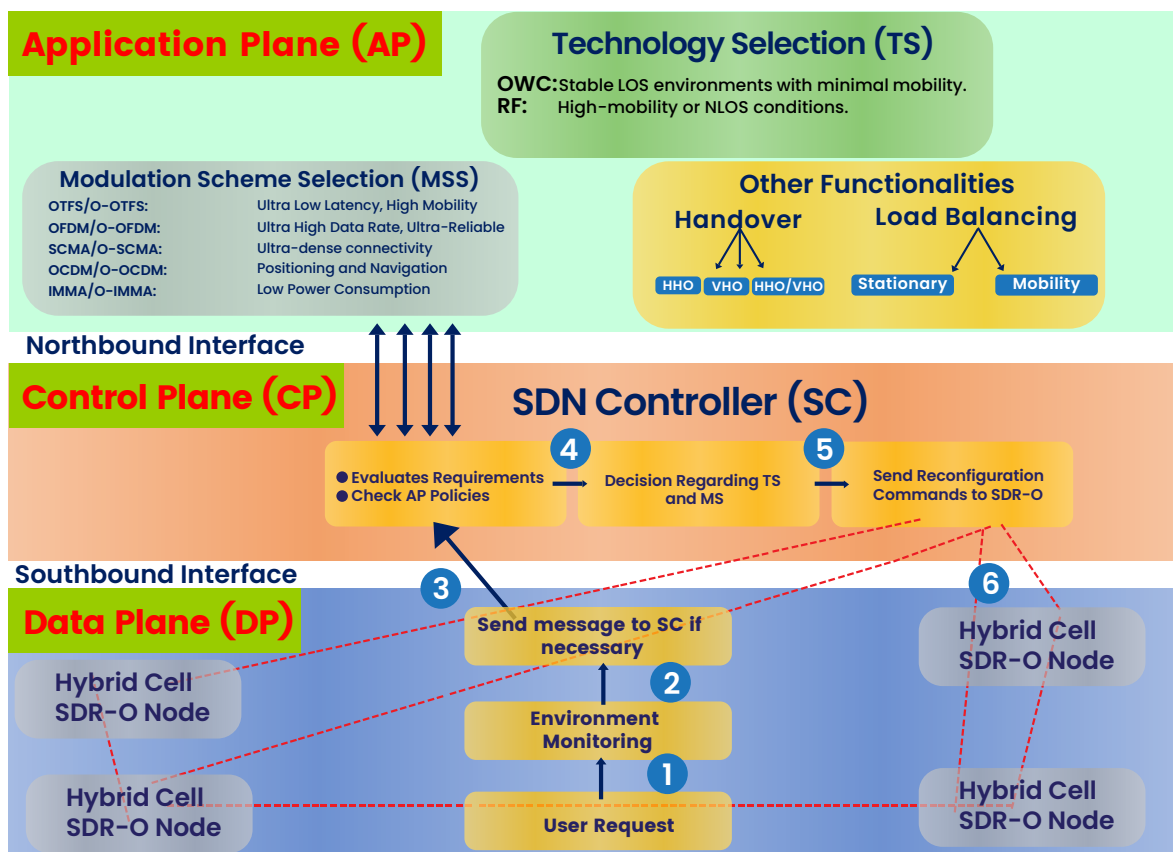 Application Plane (AP)
Technology Selection (TS)
OWC: Stable LOS environments with minimal mobility.
RF: High-mobility or NLOS conditions.
Modulation Scheme Selection (MSS)
OTFS/O-OTFS: Ultra Low Latency, High Mobility
OFDM/O-OFDM: Ultra High Data Rate, Ultra-Reliable
SCMA/O-SCMA: Ultra-dense connectivity
OCDM/O-OCDM: Positioning and Navigation
IMMA/O-IMMA: Low Power Consumption
Other Functionalities
Handover
Load Balancing
HHO
VHO
HHO/VHO
Stationary
Mobility
Northbound Interface
Control Plane (CP)
SDN Controller (SC)
4
5
Evaluates Requirements
Check AP Policies
Decision Regarding TS
and MS
Send Reconfiguration
Commands to SDR-O
Southbound Interface
3
6
Data Plane (DP)
Send message to SC if
necessary
Hybrid Cell
SDR-O Node
Hybrid Cell
SDR-O Node
2
Environment
Monitoring
1
Hybrid Cell
SDR-O Node
User Request
Hybrid Cell
SDR-O Node